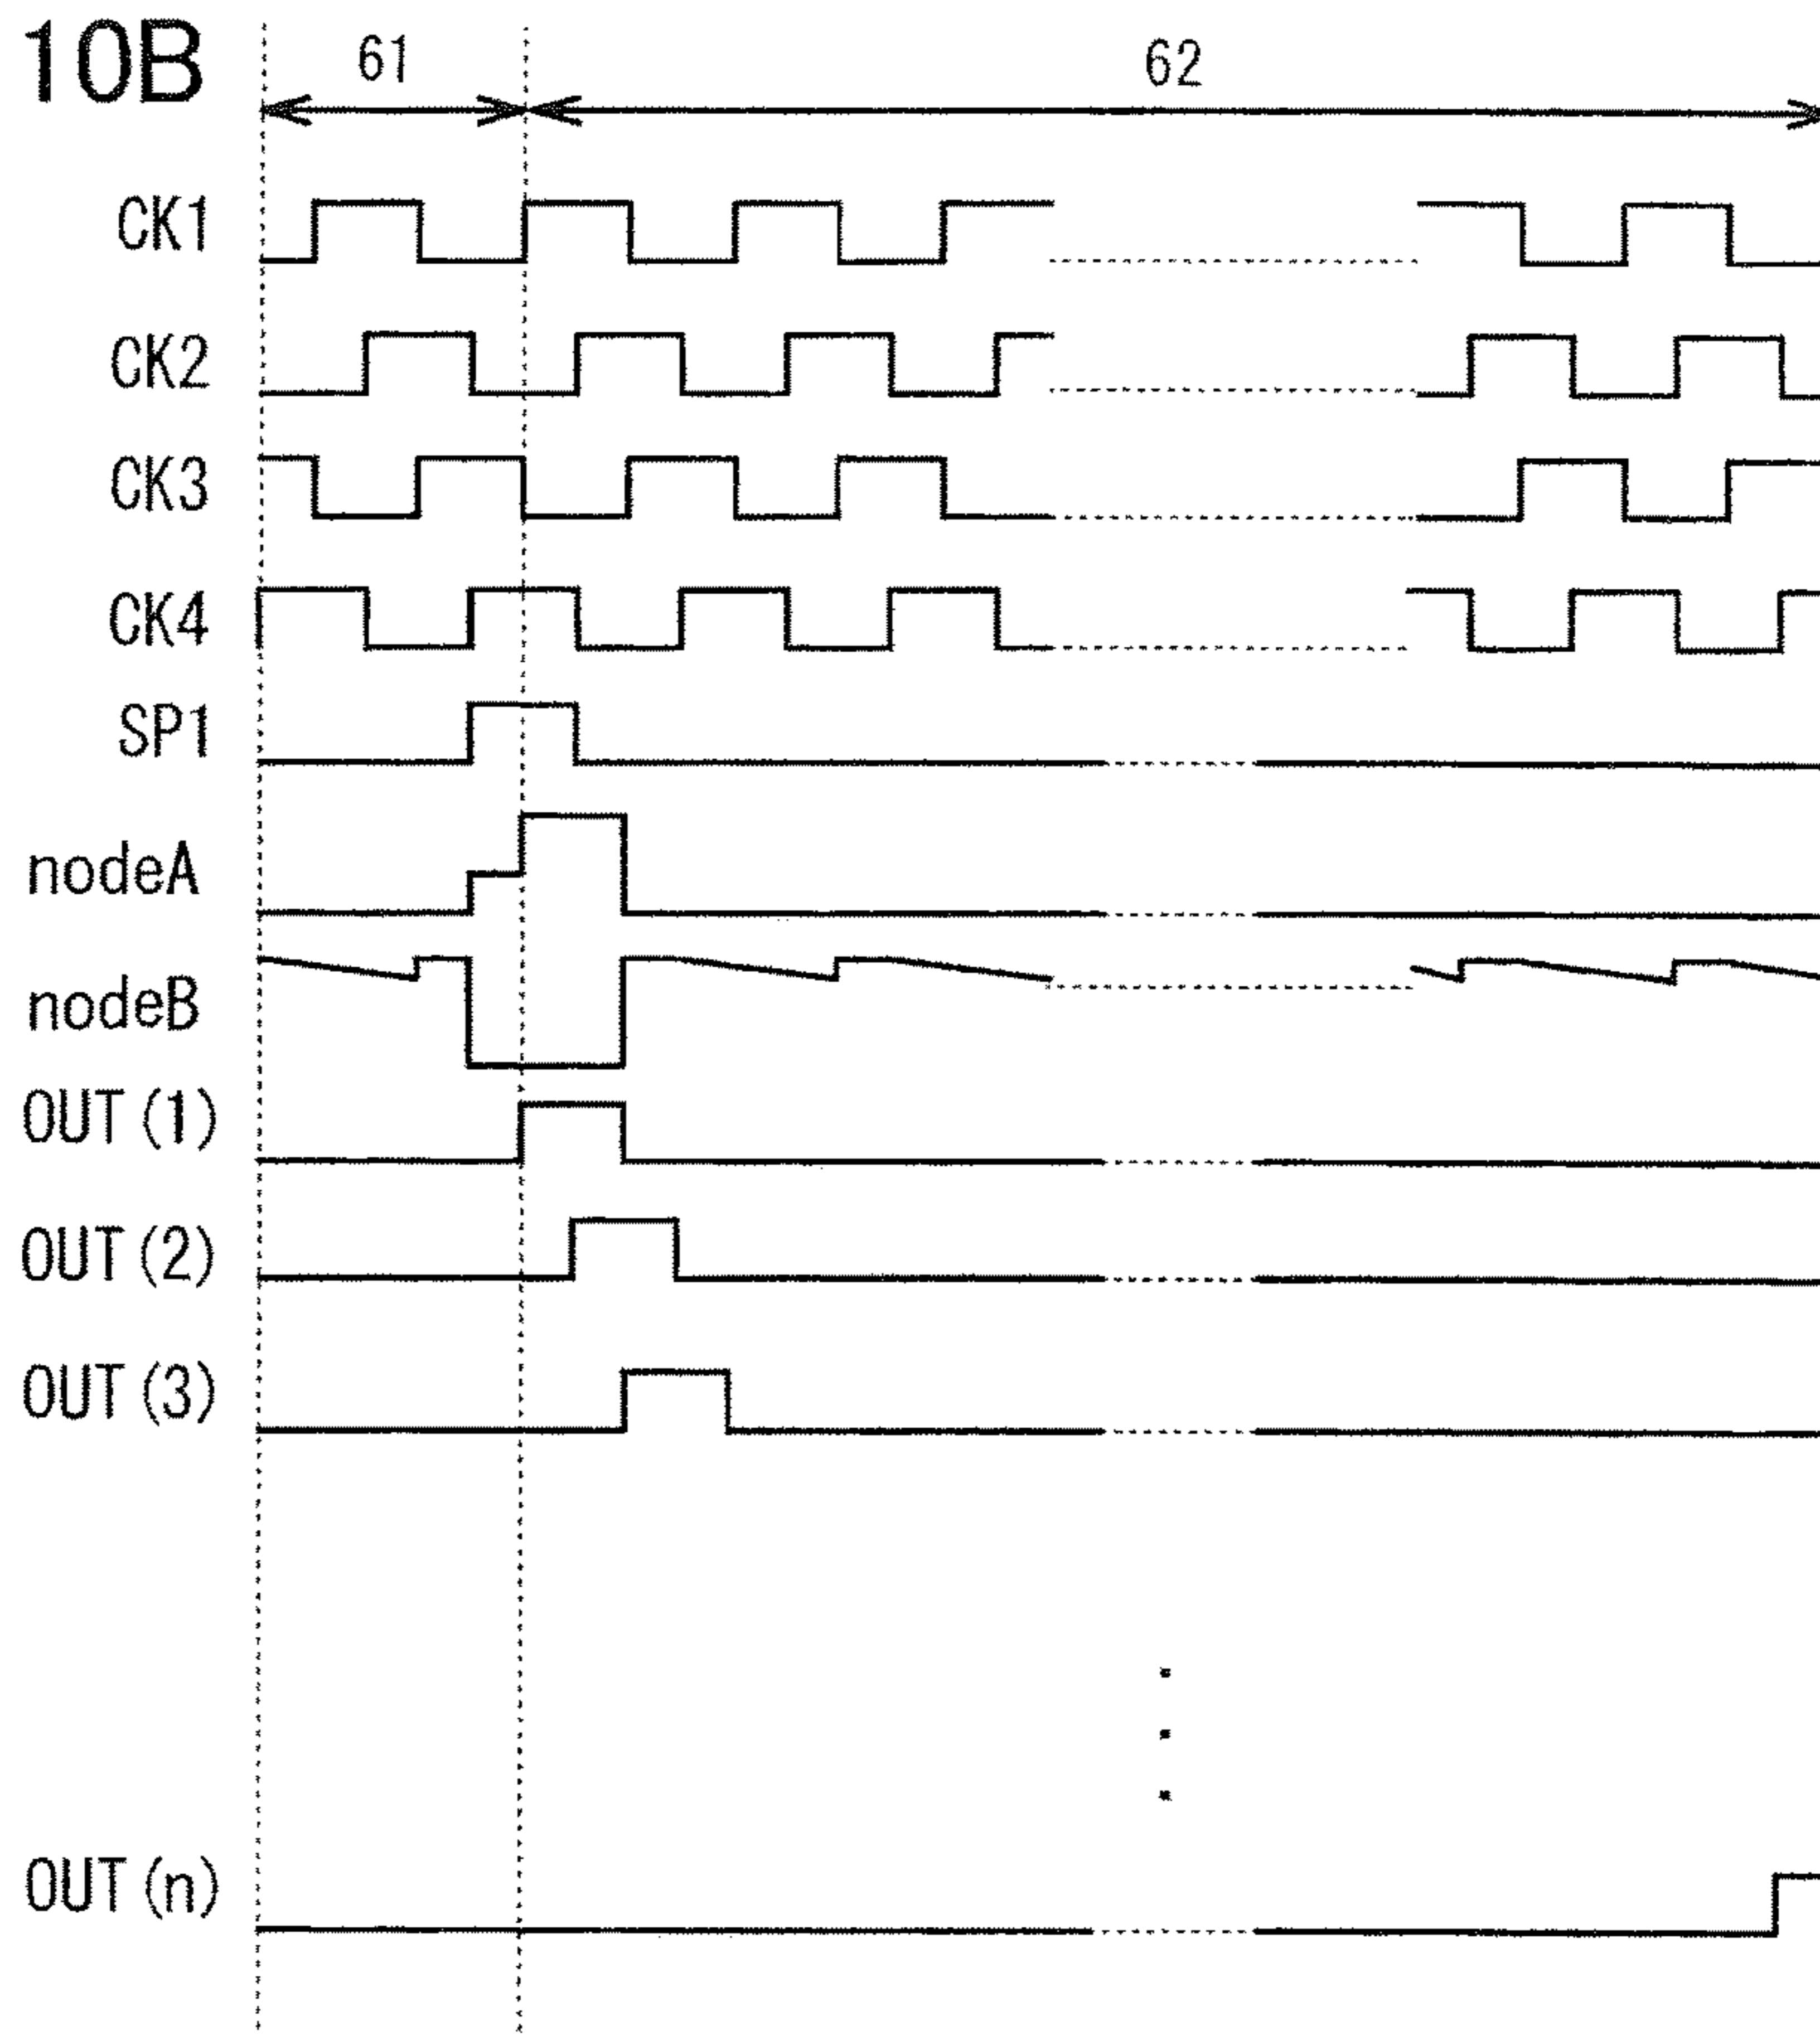 10B
61
62
CK1
CK2
CK3
CK4
SP1
nodeA
nodeB
OUT(1)
OUT(2)
OUT(3)
OUT(n)